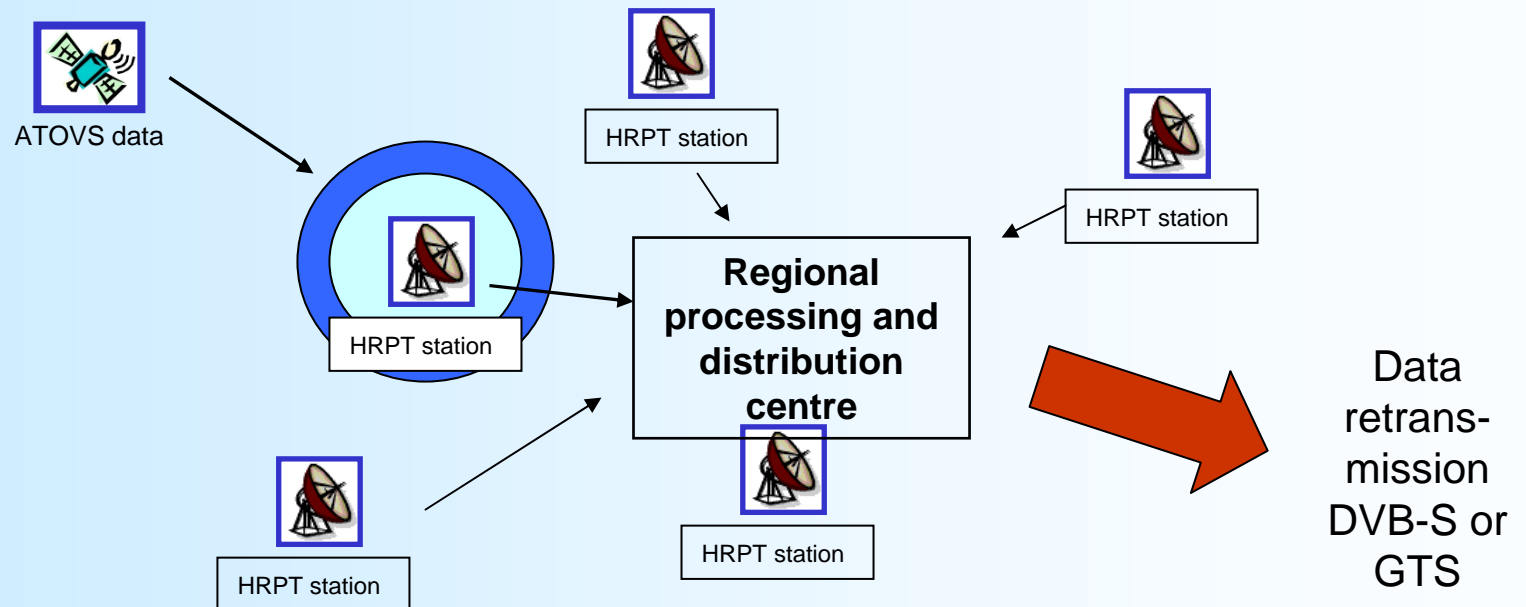 ATOVS data
HRPT station
HRPT station
HRPT station
Regional
processing and
distribution
centre
HRPT station
HRPT station
Data
retrans-
mission
DVB-S or
GTS